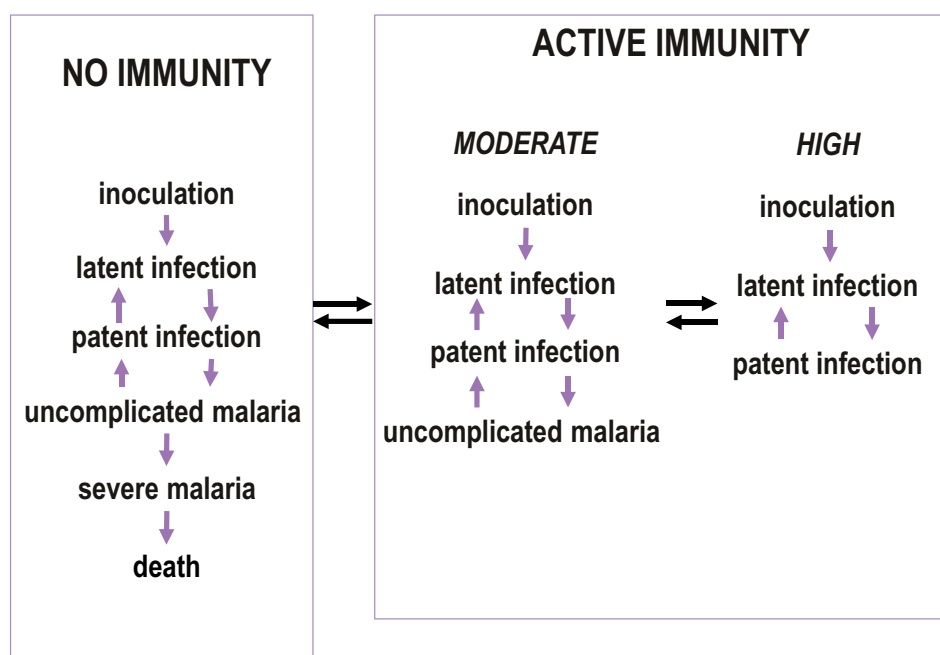 NO IMMUNITY
inoculation
latent infection
patent infection
uncomplicated malaria
severe malaria
death
ACTIVE IMMUNITY
MODERATE
inoculation
latent infection
patent infection
uncomplicated malaria
HIGH
inoculation
latent infection
patent infection